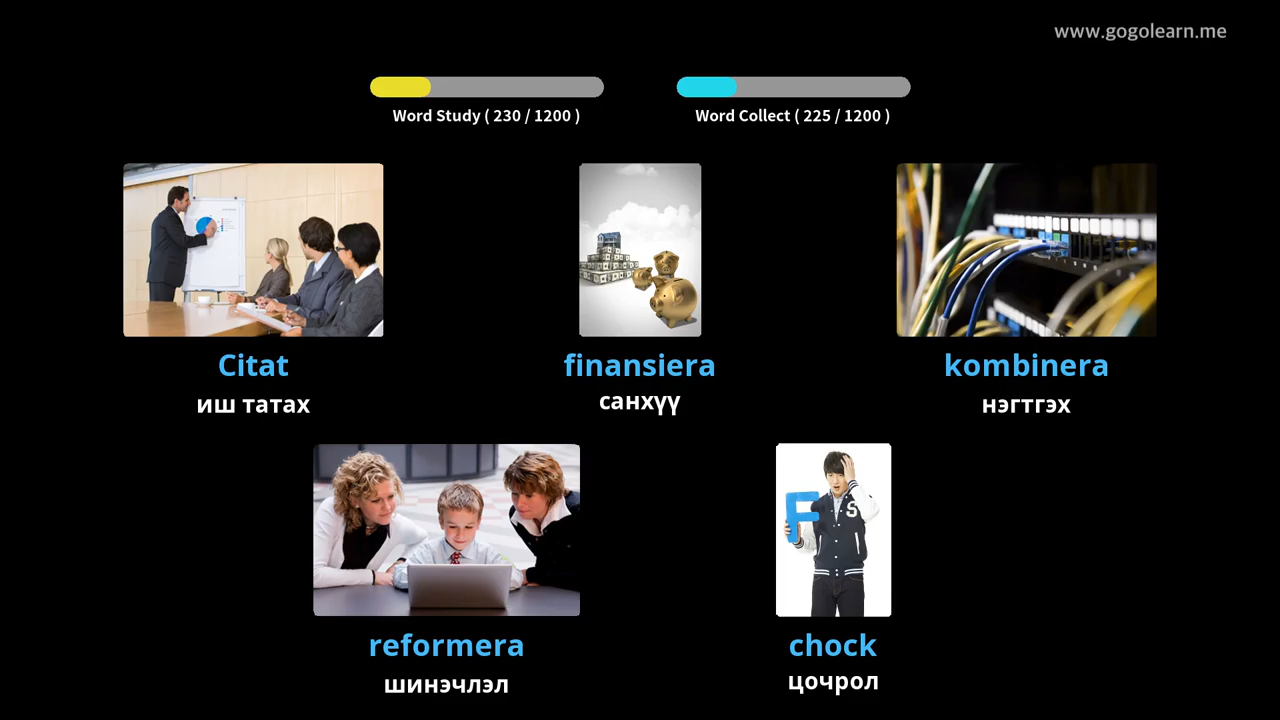 www.gogolearn.me
Word Study ( 230 / 1200 )
Word Collect ( 225 / 1200 )
Citat
иш татах
finansiera
санхүү
kombinera
нэгтгэх
reformera
шинэчлэл
F
S
chock
цочрол